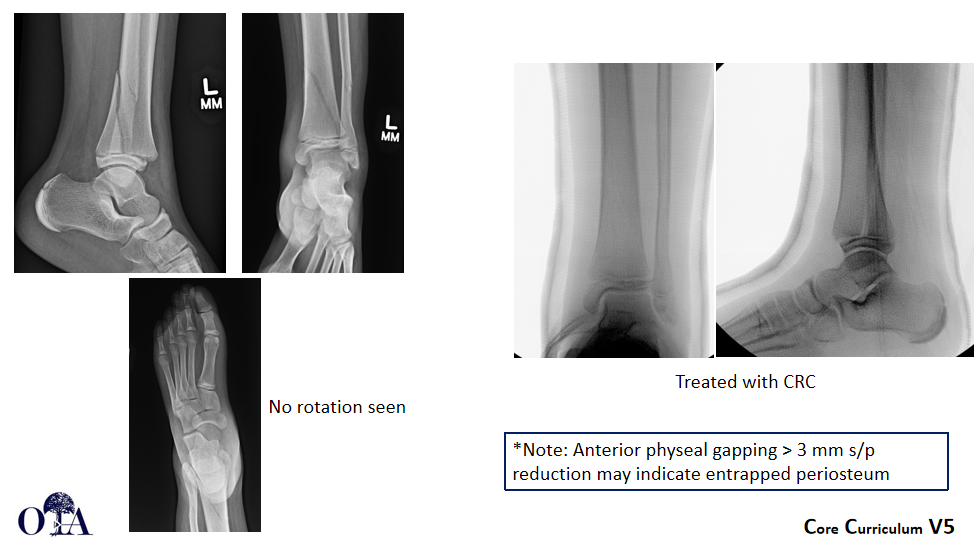 L
MM
L
MM
No rotation seen
Treated with CRC
*Note: Anterior physeal gapping > 3 mm s/p
reduction may indicate entrapped periosteum
OTA
Core Curriculum V5